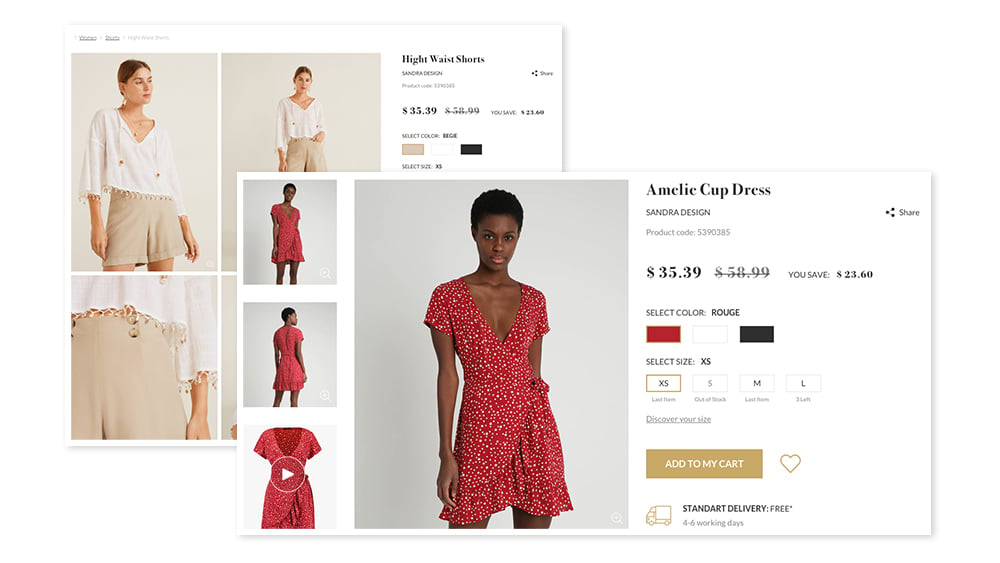 / Women / Shorts / Hight Waist Shorts
Hight Waist Shorts
SANDRA DESIGN
Share
Product code: 5390385
$ 35.39 $ 58.99 YOU SAVE: $ 23.60
SELECT COLOR: BEGIE
SELECT SIZE: XS
Amelie Cup Dress
SANDRA DESIGN
Share
Product code: 5390385
$ 35.39 $ 58.99 YOU SAVE: $ 23.60
SELECT COLOR: ROUGE
SELECT SIZE: XS
XS S M L
Last Item Out of Stock Last Item 3 Left
Discover your size
ADD TO MY CART
STANDART DELIVERY: FREE*
4-6 working days